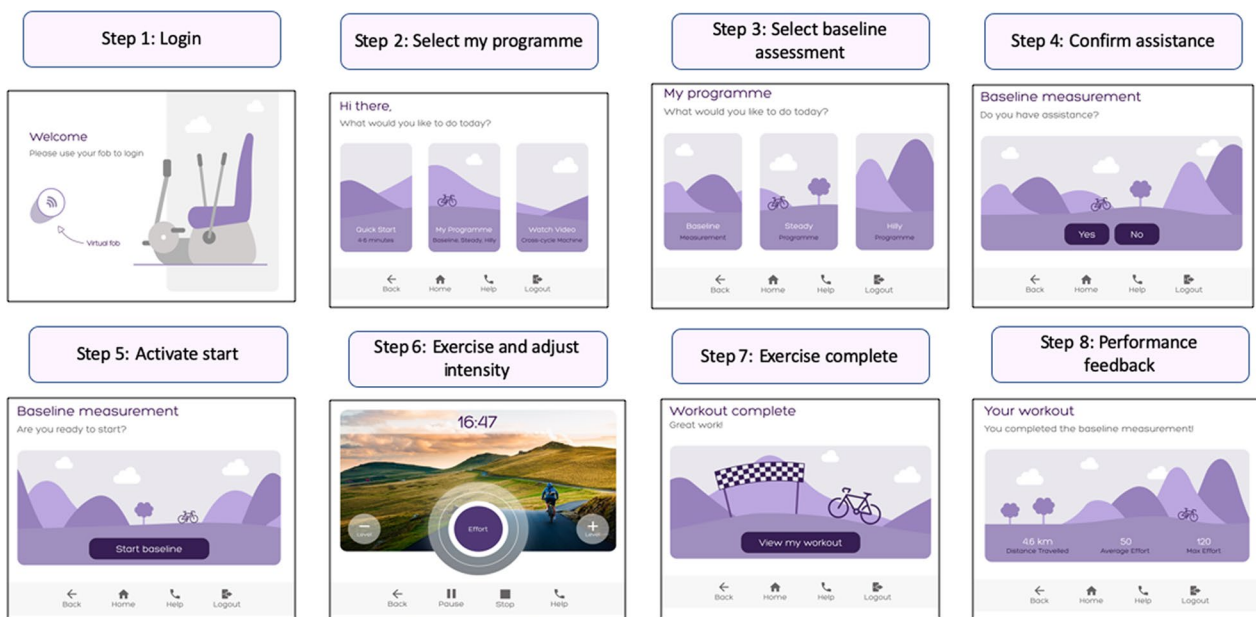 Step 1: Login
Welcome
Please use your fob to login
Virtual fob
Step 2: Select my programme
Hi there,
What would you like to do today?
Quick Start
4-6 minutes
My Programme
Baseline, Steady, Hilly
Watch Video
Cross-cycle Machine
Back
Home
Help
Logout
Step 3: Select baseline
assessment
My programme
What would you like to do today?
Baseline
Measurement
Steady
Programme
Hilly
Programme
Back
Home
Help
Logout
Step 4: Confirm assistance
Baseline measurement
Do you have assistance?
Yes
No
Back
Home
Help
Logout
Step 5: Activate start
Baseline measurement
Are you ready to start?
Start baseline
Back
Home
Help
Logout
Step 6: Exercise and adjust
intensity
16:47
Level
Effort
Level
Back
Pause
Stop
Help
Step 7: Exercise complete
Workout complete
Great work!
View my workout
Back
Home
Help
Logout
Step 8: Performance
feedback
Your workout
You completed the baseline measurement!
4.6 km
Distance Travelled
50
Average Effort
120
Max Effort
Back
Home
Help
Logout